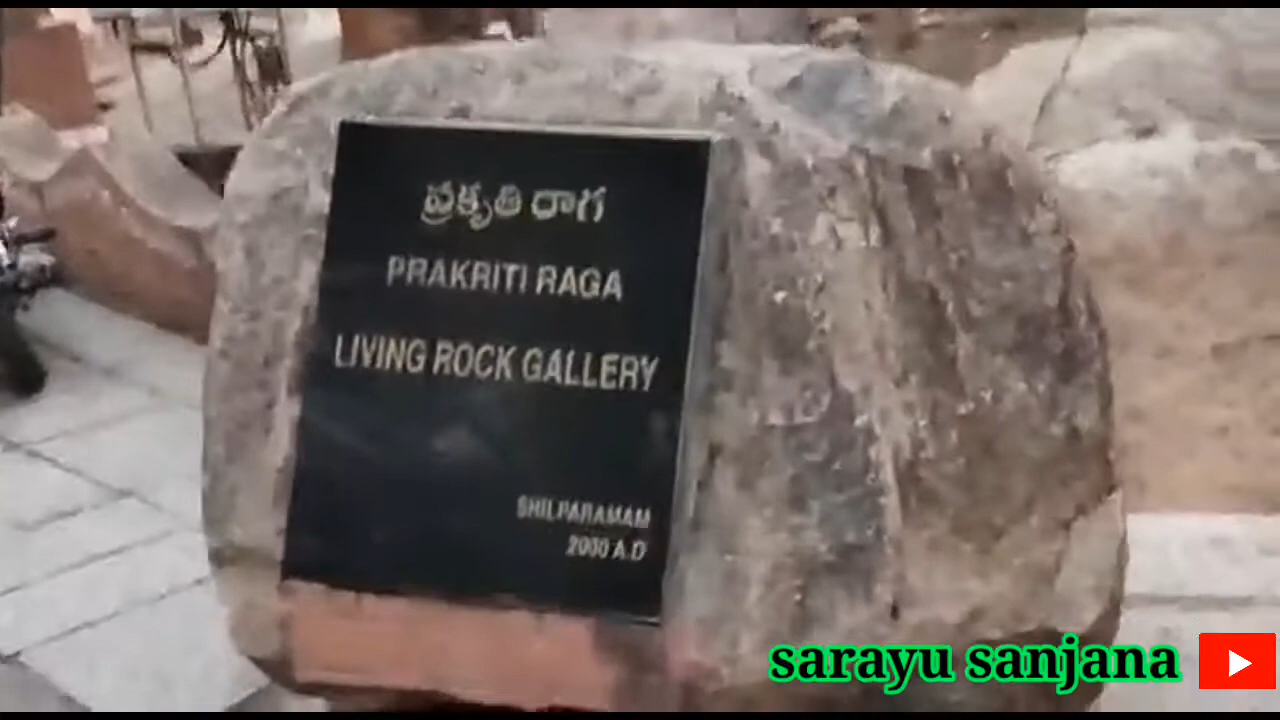 ప్రకృతి రాగ
PRAKRITI RAGA
LIVING ROCK GALLERY
SHILPARAMAM
2000 A.D
sarayu sanjana